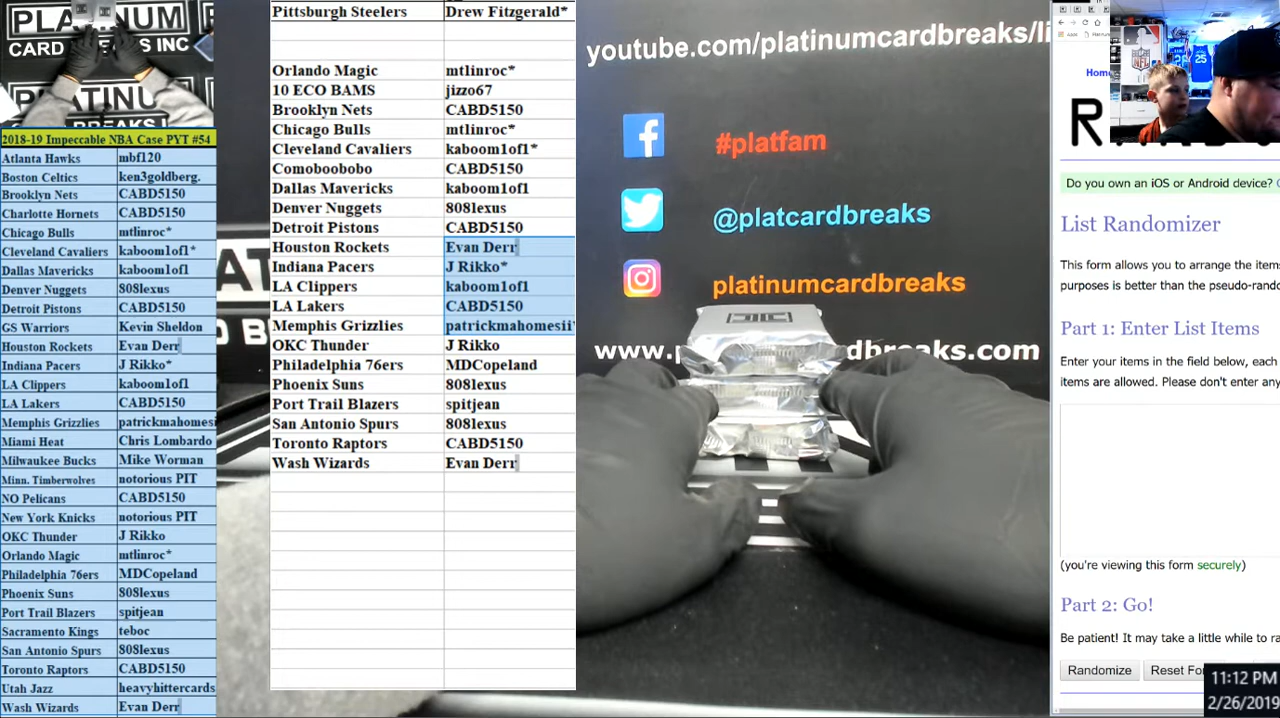 PLATINUM
CARD BREAKS INC
PLATINUM
2018-19 Impeccable NBA Case PYT #54
Atlanta Hawks mbf120
Boston Celtics ken3goldberg.
Brooklyn Nets CABD5150
Charlotte Hornets CABD5150
Chicago Bulls mtlinroc*
Cleveland Cavaliers kaboom1of1*
Dallas Mavericks kaboom1of1
Denver Nuggets 808lexus
Detroit Pistons CABD5150
GS Warriors Kevin Sheldon
Houston Rockets Evan Derr
Indiana Pacers J Rikko*
LA Clippers kaboom1of1
LA Lakers CABD5150
Memphis Grizzlies patrickmahomesi
Miami Heat Chris Lombardo
Milwaukee Bucks Mike Worman
Minn. Timberwolves notorious PIT
NO Pelicans CABD5150
New York Knicks notorious PIT
OKC Thunder J Rikko
Orlando Magic mtlinroc*
Philadelphia 76ers MDCopeland
Phoenix Suns 808lexus
Port Trail Blazers spitjean
Sacramento Kings teboc
San Antonio Spurs 808lexus
Toronto Raptors CABD5150
Utah Jazz heavyhittercards
Wash Wizards Evan Derr
Pittsburgh Steelers Drew Fitzgerald*
Orlando Magic mtlinroc*
10 ECO BAMS jizzo67
Brooklyn Nets CABD5150
Chicago Bulls mtlinroc*
Cleveland Cavaliers kaboom1of1*
Comoboobobo CABD5150
Dallas Mavericks kaboom1of1
Denver Nuggets 808lexus
Detroit Pistons CABD5150
Houston Rockets Evan Derr
Indiana Pacers J Rikko*
LA Clippers kaboom1of1
LA Lakers CABD5150
Memphis Grizzlies patrickmahomesii
OKC Thunder J Rikko
Philadelphia 76ers MDCopeland
Phoenix Suns 808lexus
Port Trail Blazers spitjean
San Antonio Spurs 808lexus
Toronto Raptors CABD5150
Wash Wizards Evan Derr
youtube.com/platinumcardbreaks/li
#platfam
@platcardbreaks
platinumcardbreaks
www.p dbreaks.com
Home
NFL
25
R
Do you own an iOS or Android device?
List Randomizer
This form allows you to arrange the items
purposes is better than the pseudo-rando
Part 1: Enter List Items
Enter your items in the field below, each
items are allowed. Please don't enter any
(you're viewing this form securely)
Part 2: Go!
Be patient! It may take a little while to ra
Randomize
Reset Fo
11:12 PM
2/26/2019